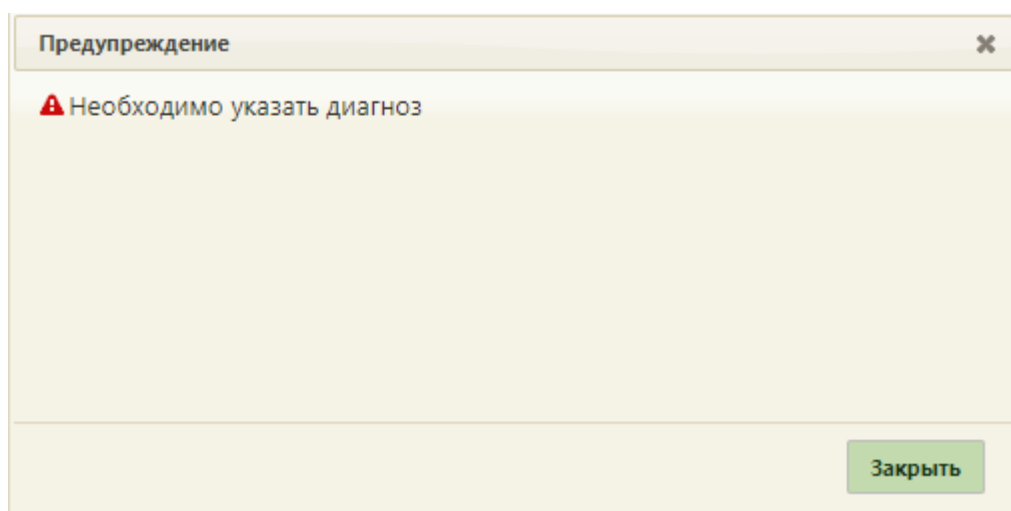 Предупреждение
Необходимо указать диагноз
Закрыть